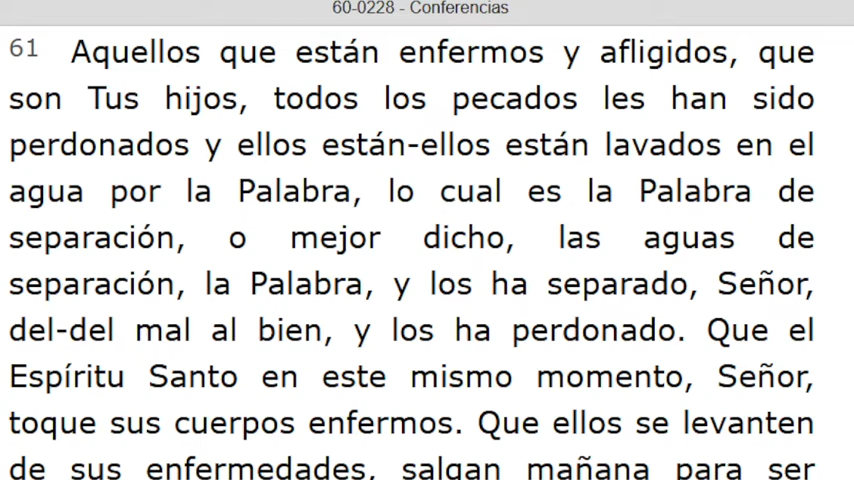 60-0228 - Conferencias
61 Aquellos que están enfermos y afligidos, que
son Tus hijos, todos los pecados les han sido
perdonados y ellos están-ellos están lavados en el
agua por la Palabra, lo cual es la Palabra de
separación, o mejor dicho, las aguas de
separación, la Palabra, y los ha separado, Señor,
del-del mal al bien, y los ha perdonado. Que el
Espíritu Santo en este mismo momento, Señor,
toque sus cuerpos enfermos. Que ellos se levanten
de sus enfermedades, salgan mañana para ser